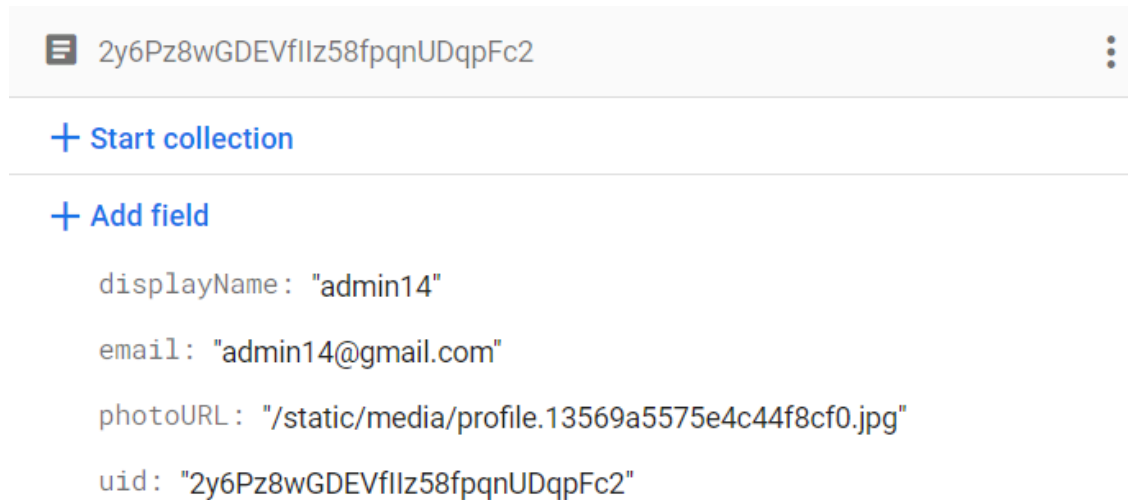 2y6Pz8wGDEVfIIz58fpqnUDqpFc2
+ Start collection
+ Add field
displayName: "admin14"
email: "admin14@gmail.com"
photoURL: "/static/media/profile.13569a5575e4c44f8cf0.jpg"
uid: "2y6Pz8wGDEVfIIz58fpqnUDqpFc2"